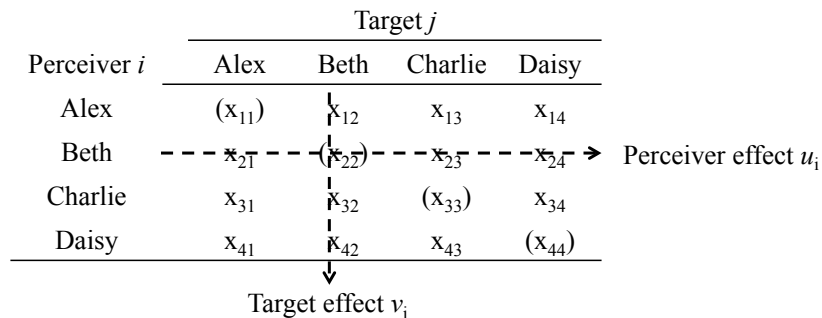 Target j
Perceiver i Alex Beth Charlie Daisy
Alex (x₁₁) x₁₂ x₁₃ x₁₄
Beth x₂₁ (x₂₂) x₂₃ x₂₄ Perceiver effect uᵢ
Charlie x₃₁ x₃₂ (x₃₃) x₃₄
Daisy x₄₁ x₄₂ x₄₃ (x₄₄)
Target effect vᵢ